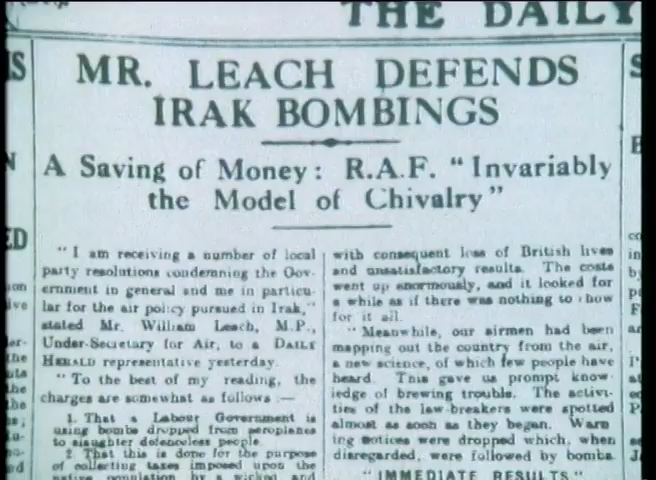 THE DAILY
MR. LEACH DEFENDS
IRAK BOMBINGS
A Saving of Money: R.A.F. "Invariably
the Model of Chivalry"
"I am receiving a number of local
party resolutions condemning the Gov-
ernment in general and me in particu-
lar for the air policy pursued in Irak,"
stated Mr. William Leach, M.P.,
Under-Secretary for Air, to a DAILY
HERALD representative yesterday.
"To the best of my reading, the
charges are somewhat as follows:—
1. That a Labour Government is
using bombs dropped from aeroplanes
to slaughter defenceless people.
2. That this is done for the purpose
of collecting taxes imposed upon the
native population by a wicked and
with consequent loss of British lives
and unsatisfactory results. The costs
went up enormously, and it looked for
a while as if there was nothing to show
for it all.
"Meanwhile, our airmen had been
mapping out the country from the air,
a new science, of which few people have
heard. This gave us prompt know-
ledge of brewing trouble. The activi-
ties of the law-breakers were spotted
almost as soon as they began. Warn-
ing notices were dropped which, when
disregarded, were followed by bombs.
"IMMEDIATE RESULTS"